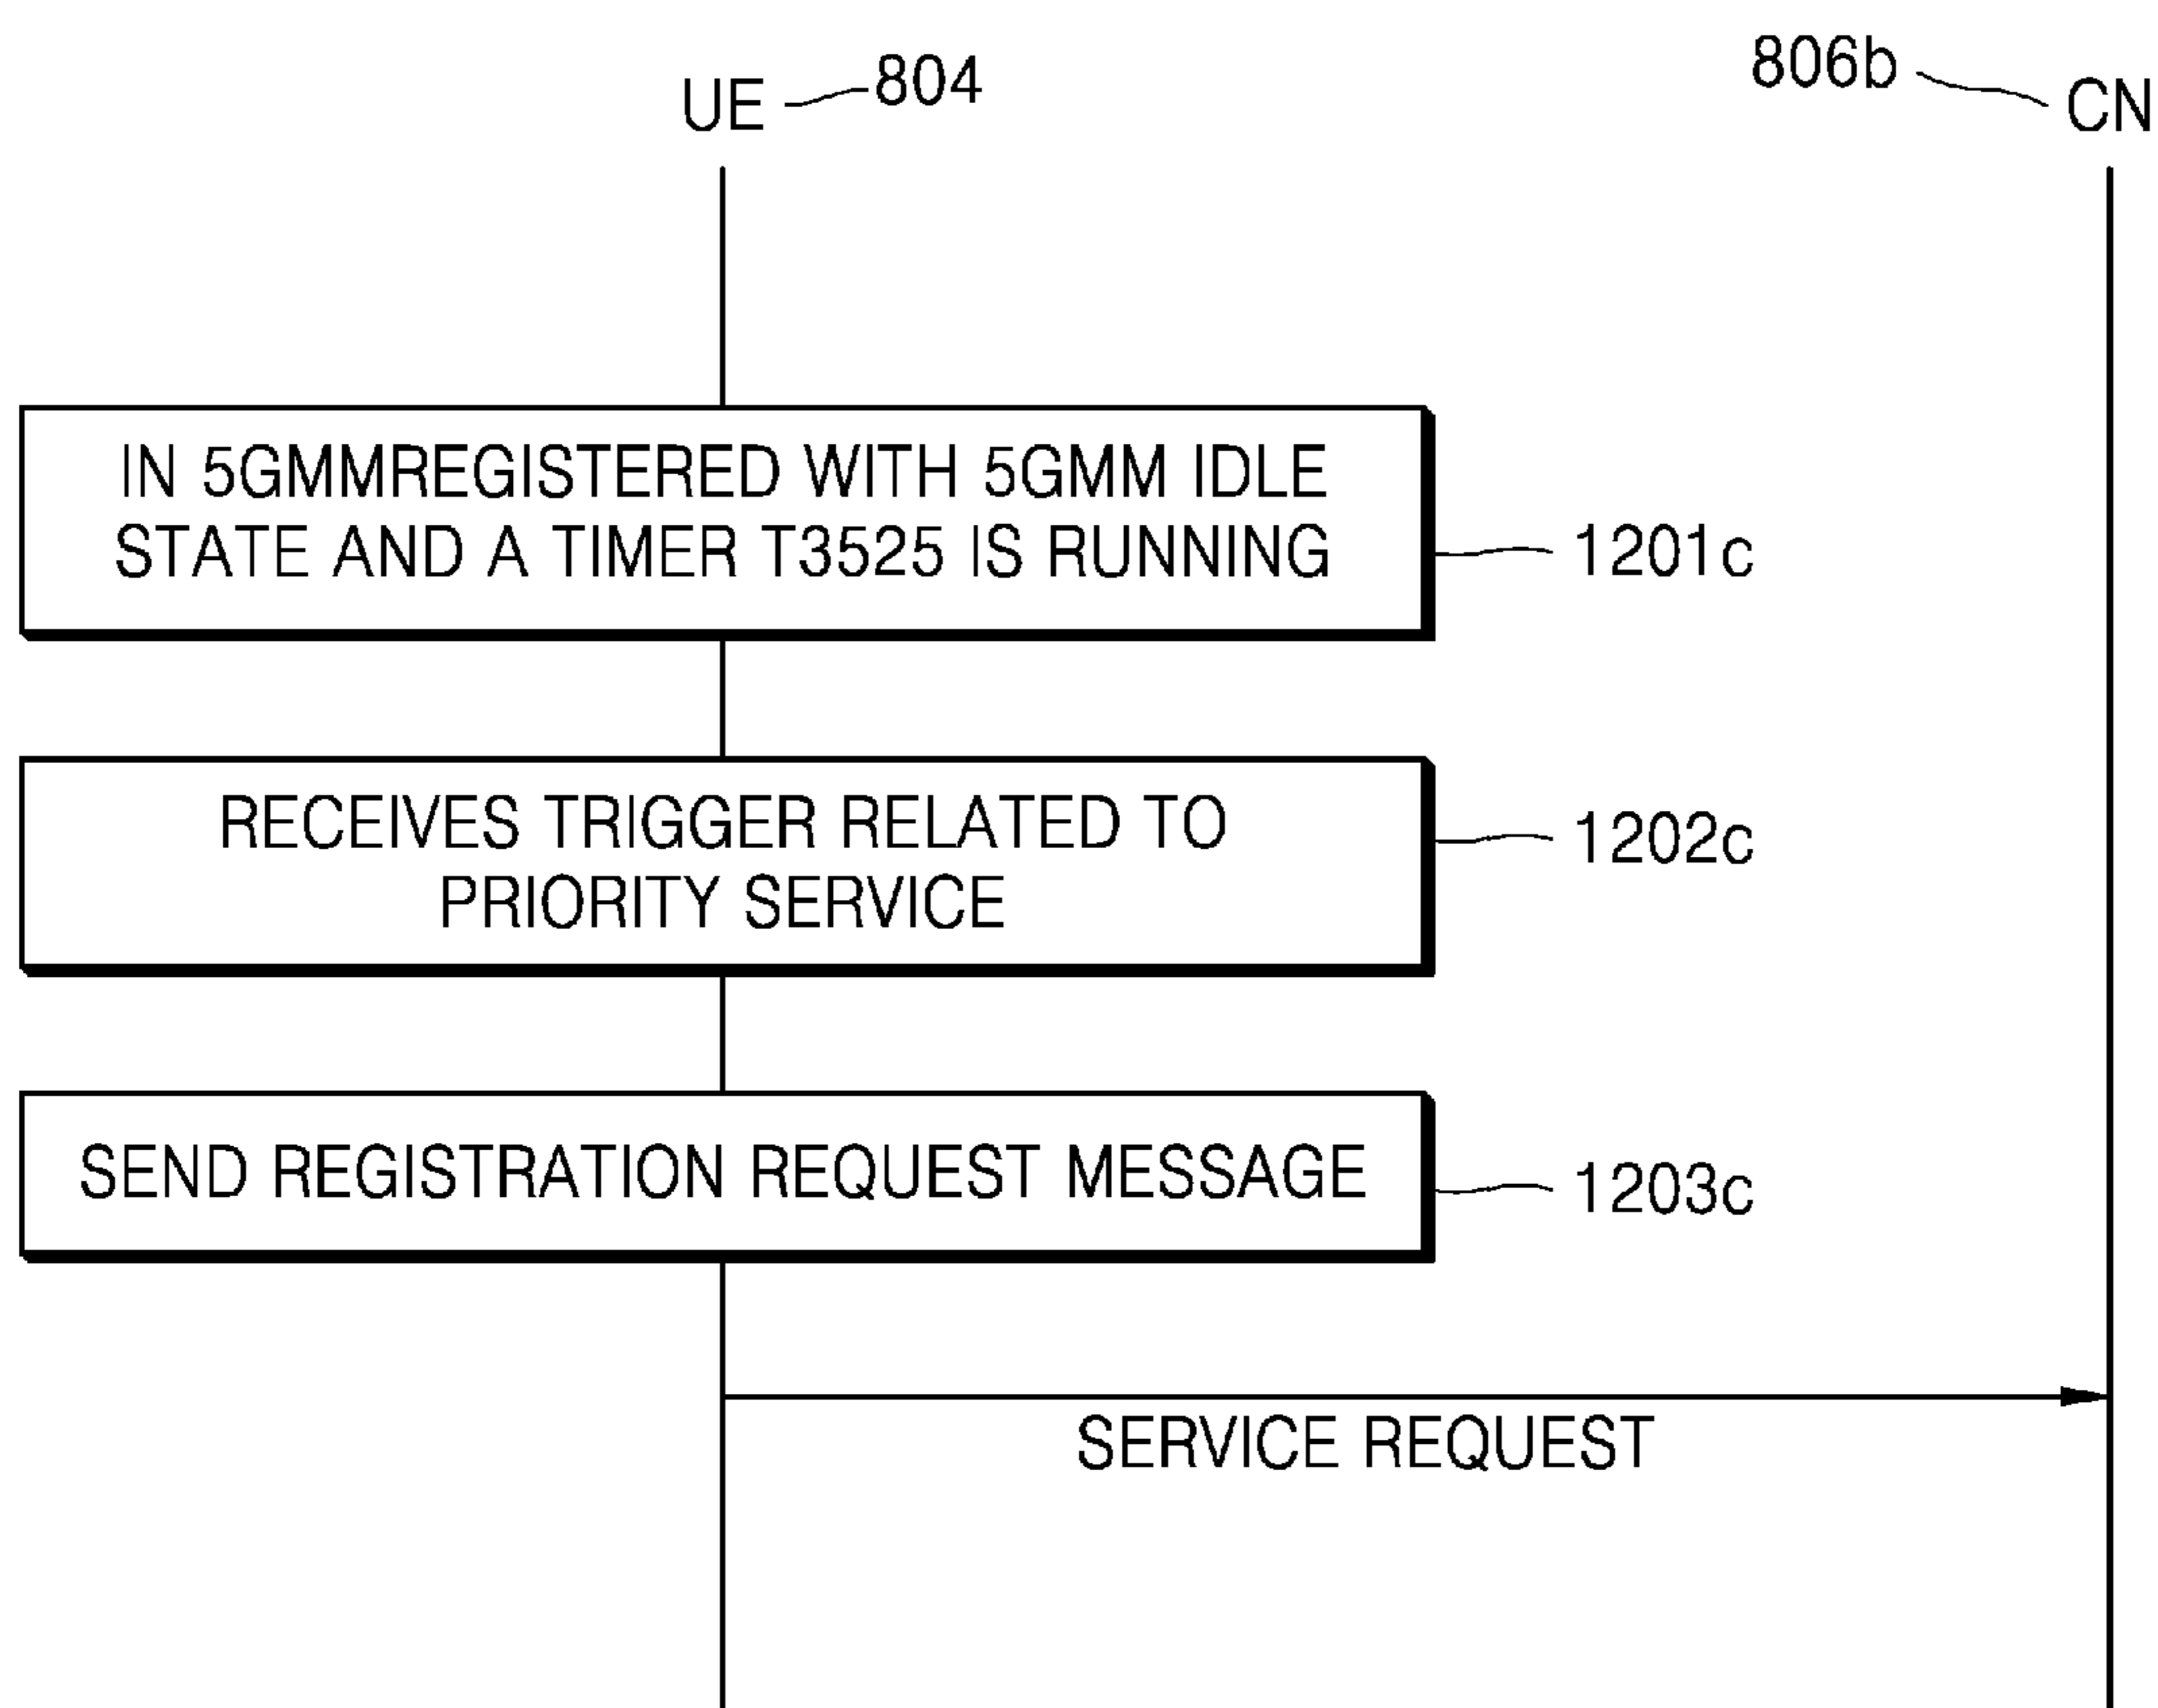 UE 804
806b CN
IN 5GMMREGISTERED WITH 5GMM IDLE
STATE AND A TIMER T3525 IS RUNNING
1201c
RECEIVES TRIGGER RELATED TO
PRIORITY SERVICE
1202c
SEND REGISTRATION REQUEST MESSAGE
1203c
SERVICE REQUEST